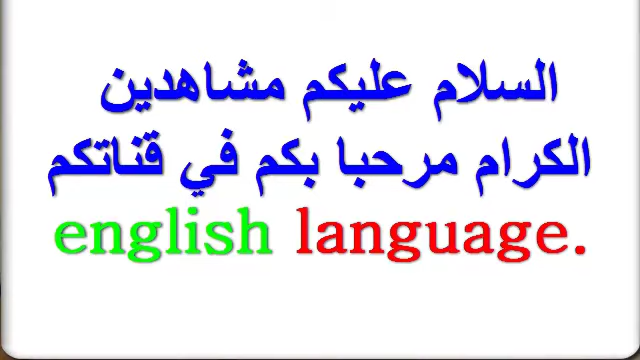 السلام عليكم مشاهدين
الكرام مرحبا بكم في قناتكم
english language.